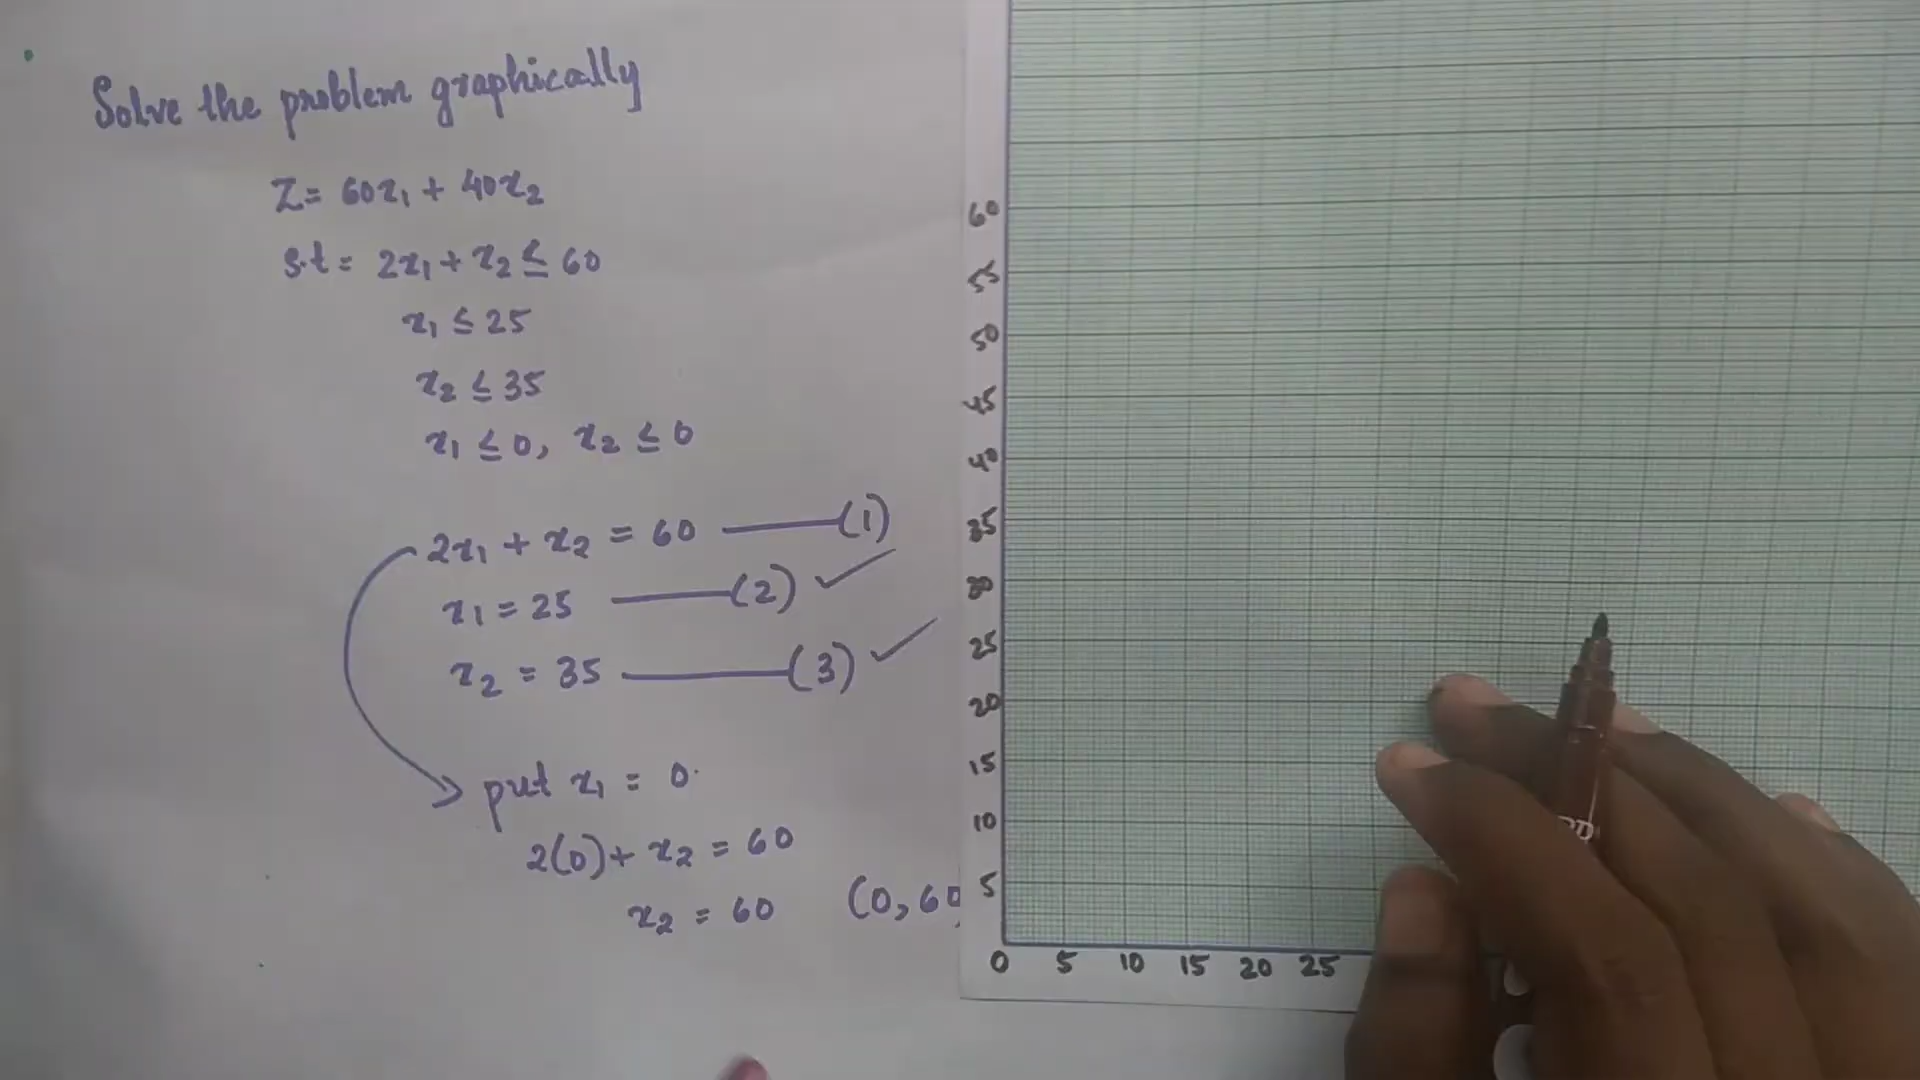 Solve the problem graphically
Z = 60x₁ + 40x₂
s.t = 2x₁ + x₂ ≤ 60
x₁ ≤ 25
x₂ ≤ 35
x₁ ≤ 0, x₂ ≤ 0
2x₁ + x₂ = 60 —— (1)
x₁ = 25 —— (2) ✓
x₂ = 35 —— (3) ✓
put x₁ = 0
2(0) + x₂ = 60
x₂ = 60 (0, 60
60
55
50
45
40
35
30
25
20
15
10
5
0 5 10 15 20 25